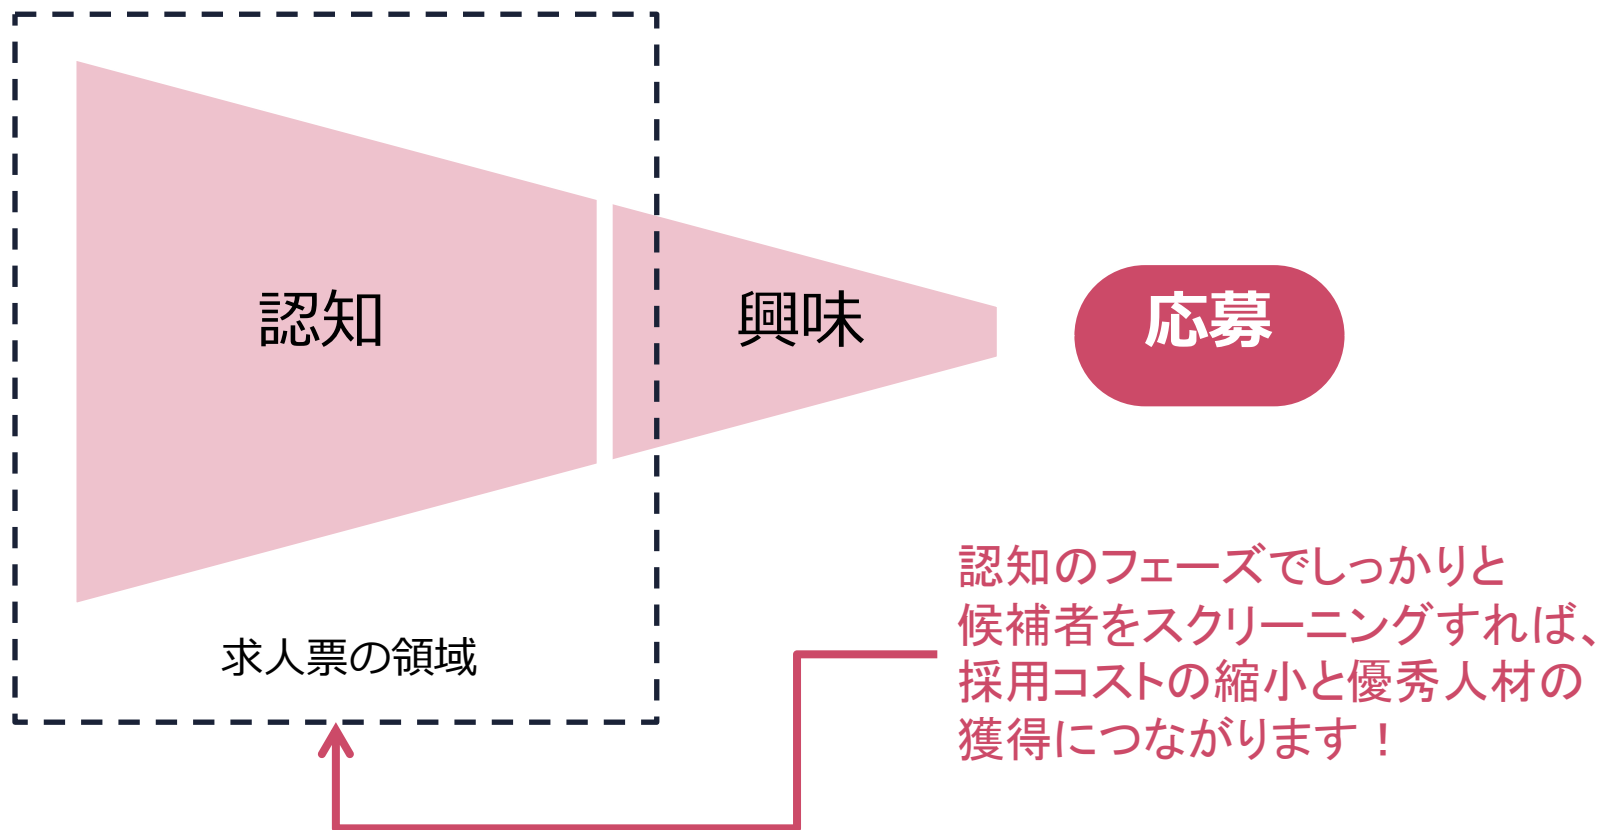 認知
興味
応募
求人票の領域
認知のフェーズでしっかりと
候補者をスクリーニングすれば、
採用コストの縮小と優秀人材の
獲得につながります！